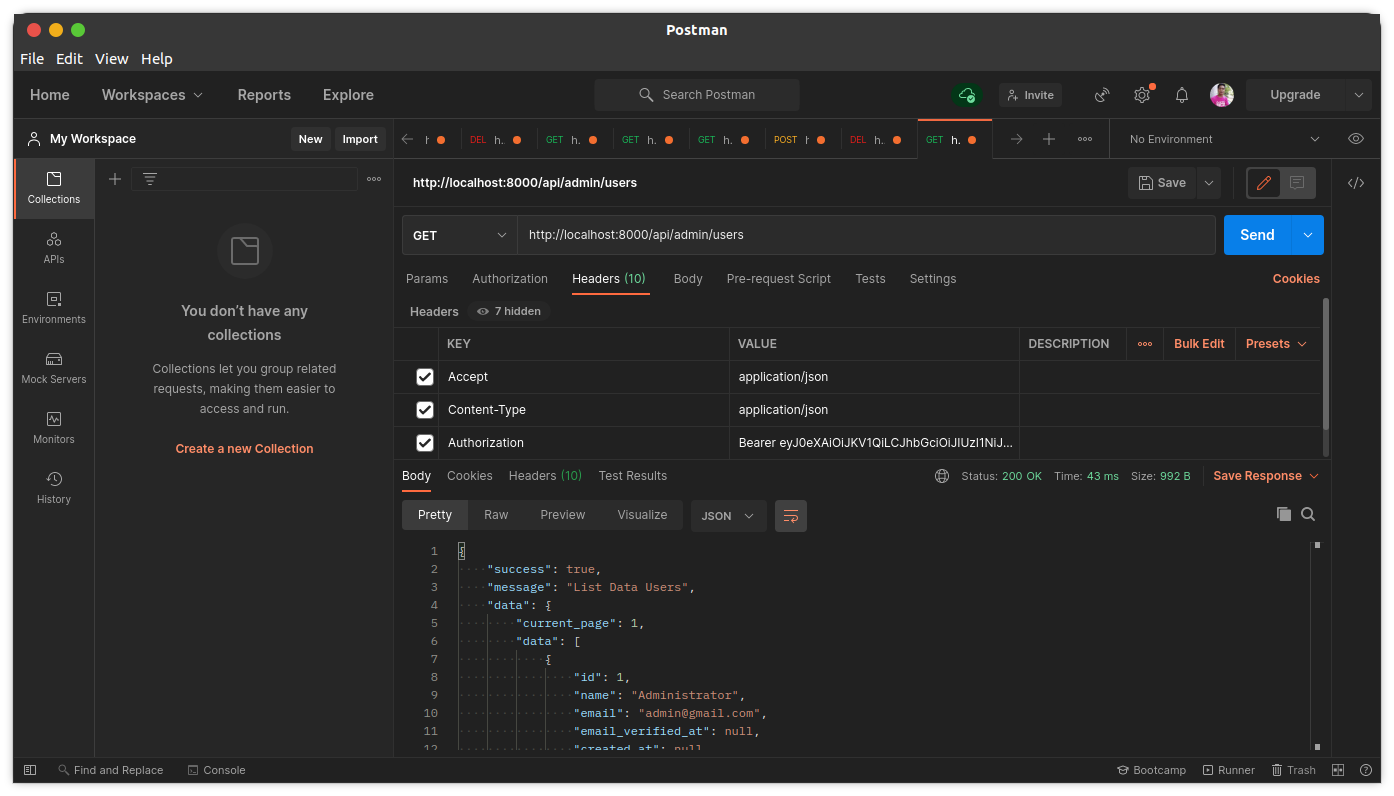 Postman
File Edit View Help
Home Workspaces Reports Explore Search Postman Invite Upgrade
My Workspace New Import
DEL h. GET h. GET h. GET h. POST h DEL h. GET h. No Environment
Collections
APIs
Environments
Mock Servers
Monitors
History
You don't have any
collections
Collections let you group related
requests, making them easier to
access and run.
Create a new Collection
http://localhost:8000/api/admin/users Save
GET http://localhost:8000/api/admin/users Send
Params Authorization Headers (10) Body Pre-request Script Tests Settings Cookies
Headers 7 hidden
KEY VALUE DESCRIPTION Bulk Edit Presets
Accept application/json
Content-Type application/json
Authorization Bearer eyJ0eXAiOiJKV1QiLCJhbGciOiJIUzI1NiJ...
Body Cookies Headers (10) Test Results Status: 200 OK Time: 43 ms Size: 992 B Save Response
Pretty Raw Preview Visualize JSON
1 {
2 "success": true,
3 "message": "List Data Users",
4 "data": {
5 "current_page": 1,
6 "data": [
7 {
8 "id": 1,
9 "name": "Administrator",
10 "email": "admin@gmail.com",
11 "email_verified_at": null,
12 "created_at": null
Find and Replace Console Bootcamp Runner Trash